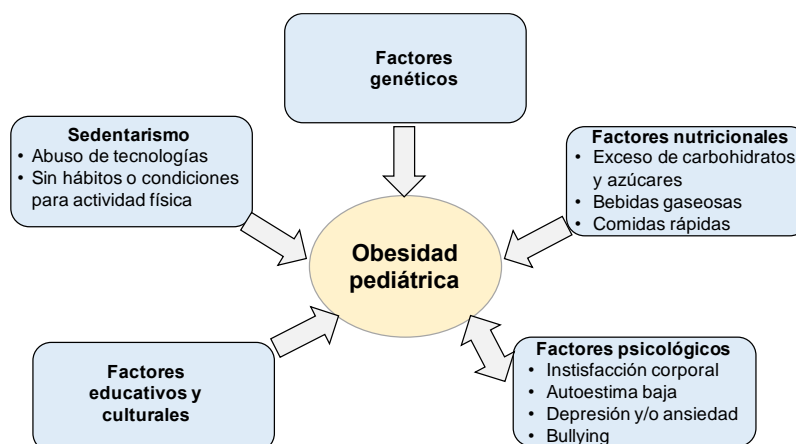 Factores
genéticos
Sedentarismo
• Abuso de tecnologías
• Sin hábitos o condiciones
para actividad física
Factores nutricionales
• Exceso de carbohidratos
y azúcares
• Bebidas gaseosas
• Comidas rápidas
Obesidad
pediátrica
Factores
educativos y
culturales
Factores psicológicos
• Instisfacción corporal
• Autoestima baja
• Depresión y/o ansiedad
• Bullying